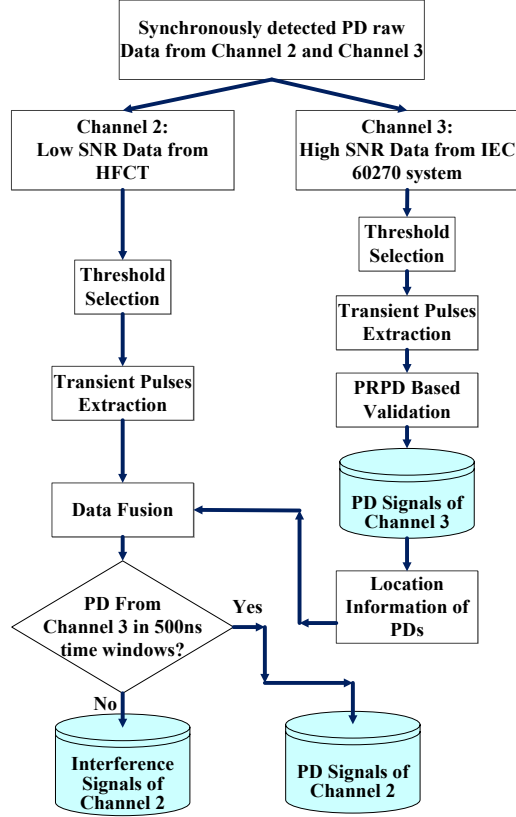 Synchronously detected PD raw
Data from Channel 2 and Channel 3
Channel 2:
Low SNR Data from
HFCT
Channel 3:
High SNR Data from IEC
60270 system
Threshold
Selection
Transient Pulses
Extraction
Threshold
Selection
Transient Pulses
Extraction
PRPD Based
Validation
PD Signals of
Channel 3
Data Fusion
Location
Information of
PDs
PD From
Channel 3 in 500ns
time windows?
Yes
No
Interference
Signals of
Channel 2
PD Signals of
Channel 2